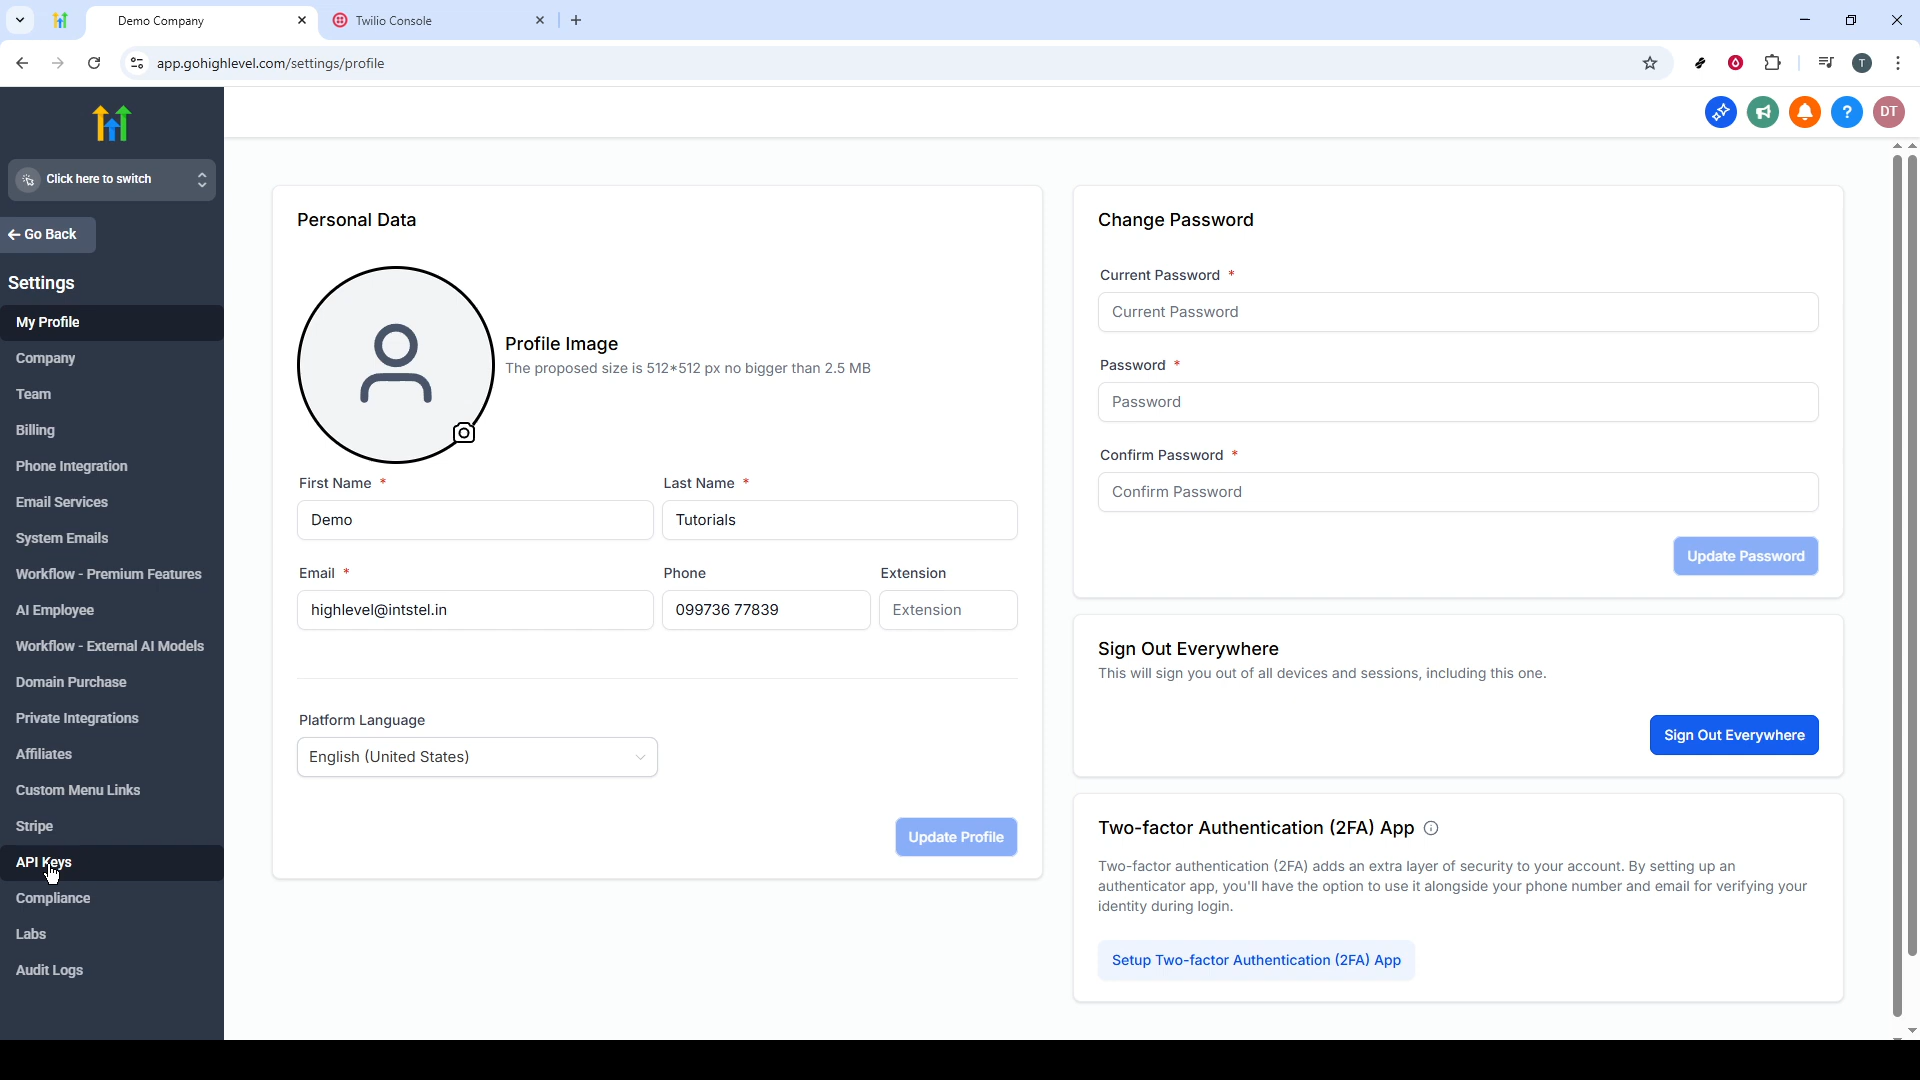 Demo Company
Twilio Console
app.gohighlevel.com/settings/profile
T
? DT
Click here to switch
Go Back
Settings
My Profile
Company
Team
Billing
Phone Integration
Email Services
System Emails
Workflow - Premium Features
AI Employee
Workflow - External AI Models
Domain Purchase
Private Integrations
Affiliates
Custom Menu Links
Stripe
API Keys
Compliance
Labs
Audit Logs
Personal Data
Profile Image
The proposed size is 512*512 px no bigger than 2.5 MB
First Name * Last Name *
Demo Tutorials
Email * Phone Extension
highlevel@intstel.in 099736 77839 Extension
Platform Language
English (United States)
Update Profile
Change Password
Current Password *
Current Password
Password *
Password
Confirm Password *
Confirm Password
Update Password
Sign Out Everywhere
This will sign you out of all devices and sessions, including this one.
Sign Out Everywhere
Two-factor Authentication (2FA) App
Two-factor authentication (2FA) adds an extra layer of security to your account. By setting up an
authenticator app, you'll have the option to use it alongside your phone number and email for verifying your
identity during login.
Setup Two-factor Authentication (2FA) App